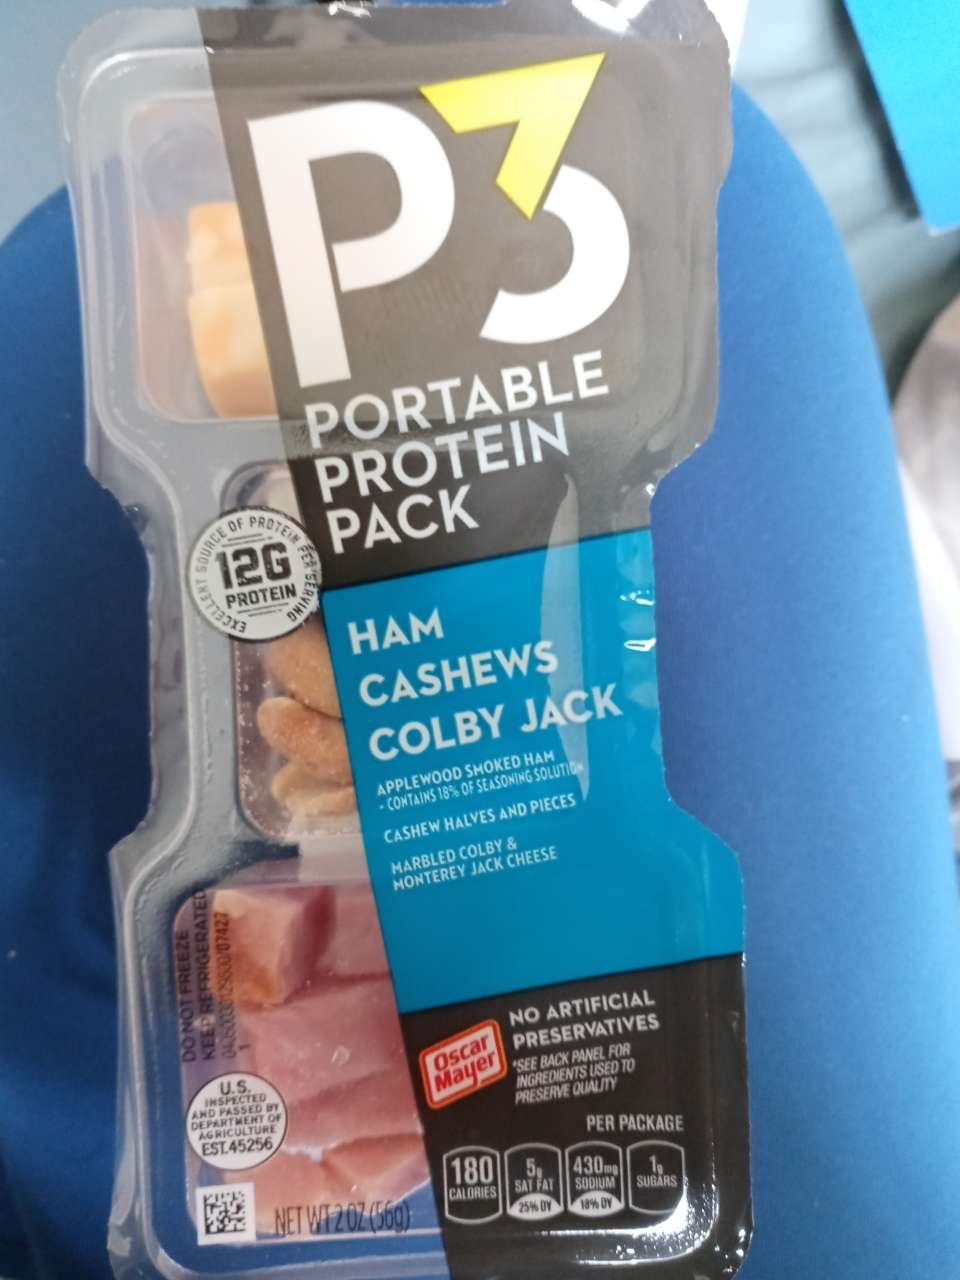 P3
PORTABLE
PROTEIN
PACK
EXCELLENT SOURCE OF PROTEIN PER SERVING
12G
PROTEIN
HAM
CASHEWS
COLBY JACK
APPLEWOOD SMOKED HAM
- CONTAINS 18% OF SEASONING SOLUTION
CASHEW HALVES AND PIECES
MARBLED COLBY &
MONTEREY JACK CHEESE
DO NOT FREEZE
KEEP REFRIGERATED
1
NO ARTIFICIAL
PRESERVATIVES
*SEE BACK PANEL FOR
INGREDIENTS USED TO
PRESERVE QUALITY
Oscar
Mayer
U.S.
INSPECTED
AND PASSED BY
DEPARTMENT OF
AGRICULTURE
EST.45256
PER PACKAGE
180
CALORIES
5g
SAT FAT
25% DV
430mg
SODIUM
18% DV
1g
SUGARS
NET WT 2 OZ (56g)